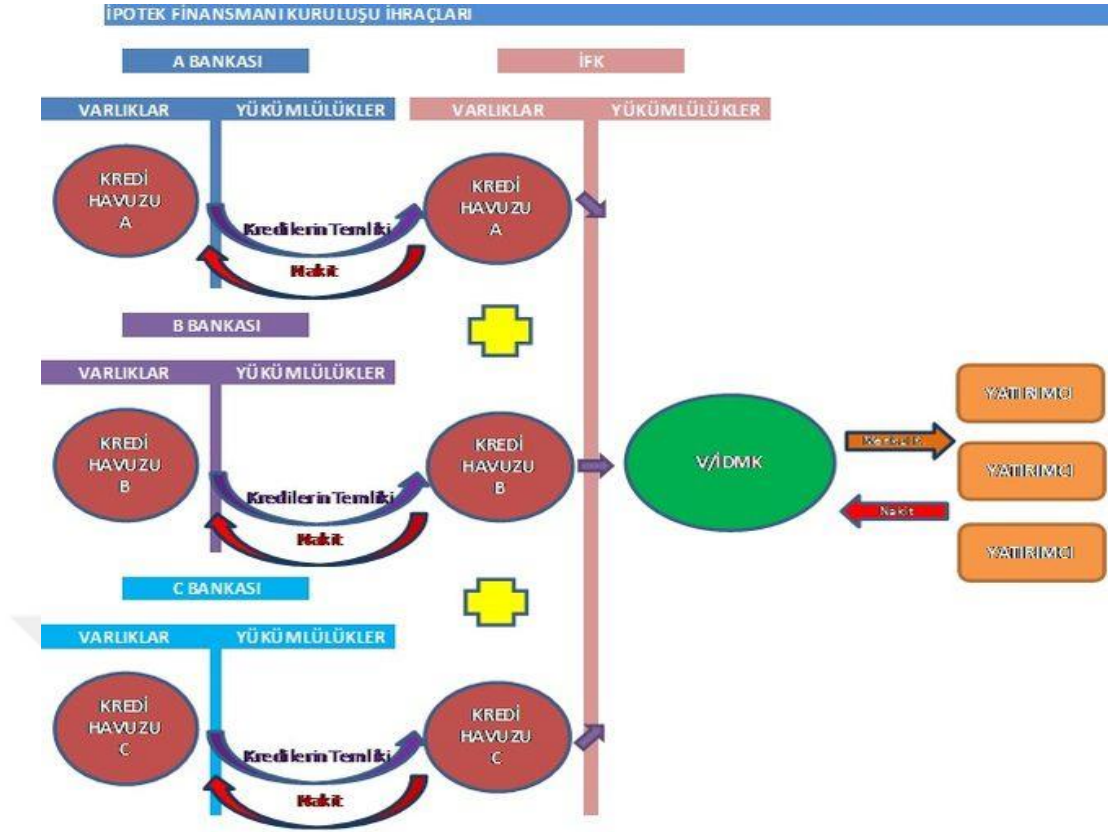 İPOTEK FİNANSMANI KURULUŞU İHRAÇLARI
A BANKASI
İFK
VARLIKLAR
YÜKÜMLÜLÜKLER
VARLIKLAR
YÜKÜMLÜLÜKLER
KREDİ
HAVUZU
A
Kredilerin Temliki
Nakit
KREDİ
HAVUZU
A
B BANKASI
VARLIKLAR
YÜKÜMLÜLÜKLER
KREDİ
HAVUZU
B
Kredilerin Temliki
Nakit
KREDİ
HAVUZU
B
V/İDMK
Nakit
YATIRIMCI
YATIRIMCI
YATIRIMCI
C BANKASI
VARLIKLAR
YÜKÜMLÜLÜKLER
KREDİ
HAVUZU
C
Kredilerin Temliki
Nakit
KREDİ
HAVUZU
C